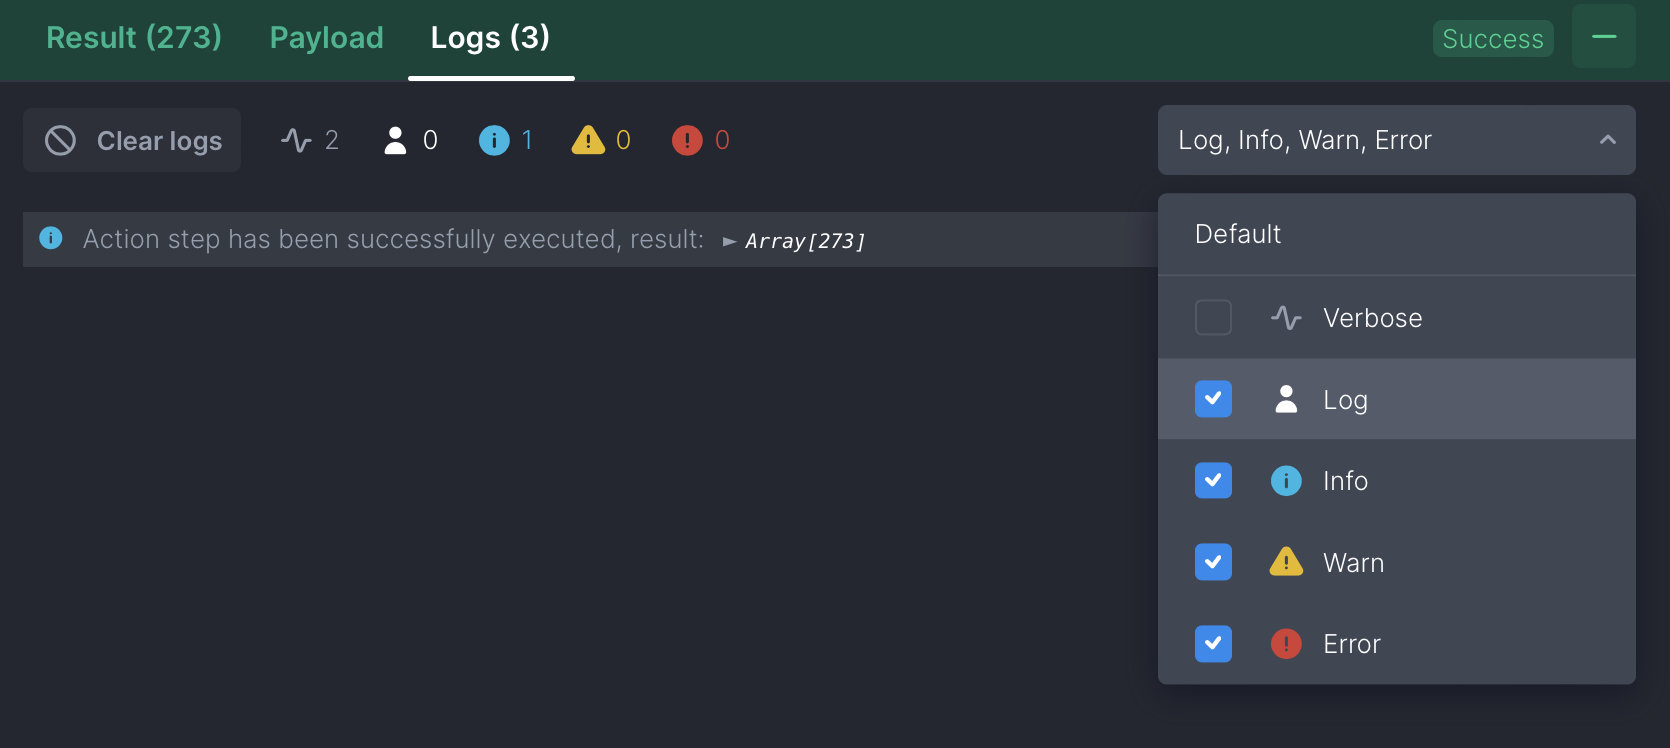 Result (273) Payload Logs (3) Success
Clear logs 2 0 1 0 0 Log, Info, Warn, Error
Action step has been successfully executed, result: ► Array[273]
Default
Verbose
Log
Info
Warn
Error